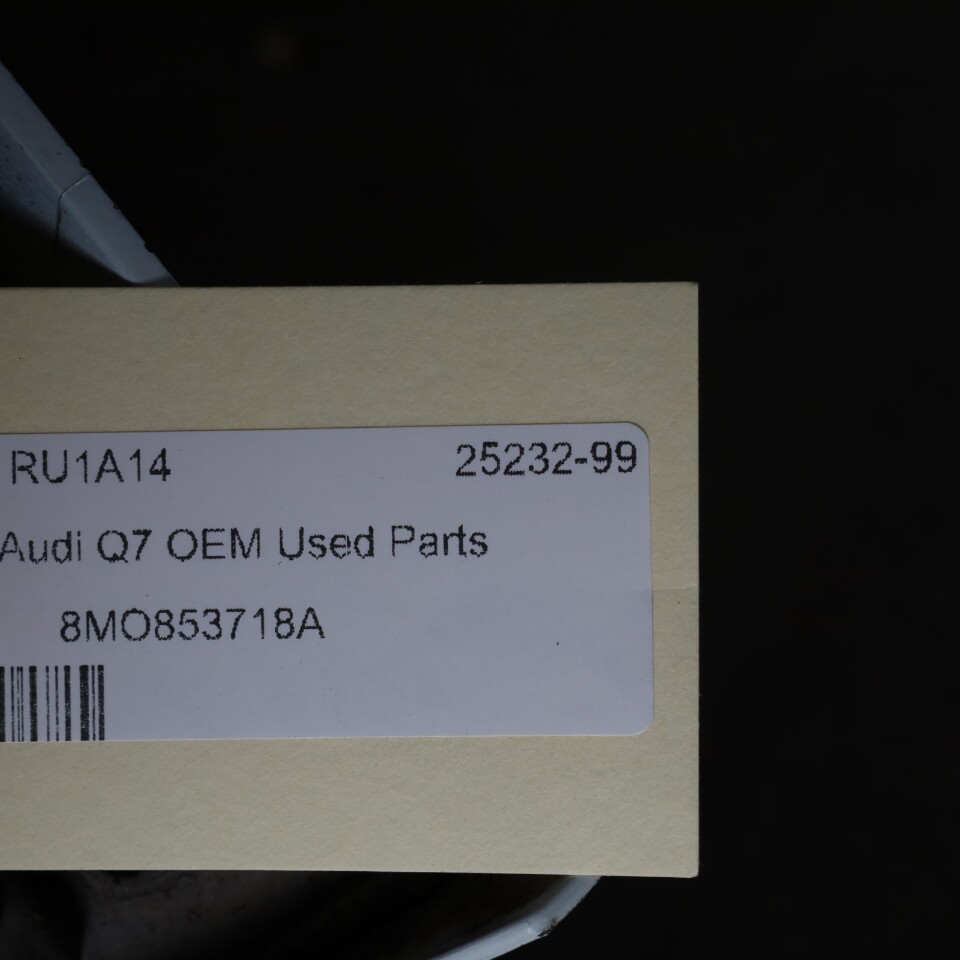 RU1A14 25232-99
Audi Q7 OEM Used Parts
8MO853718A